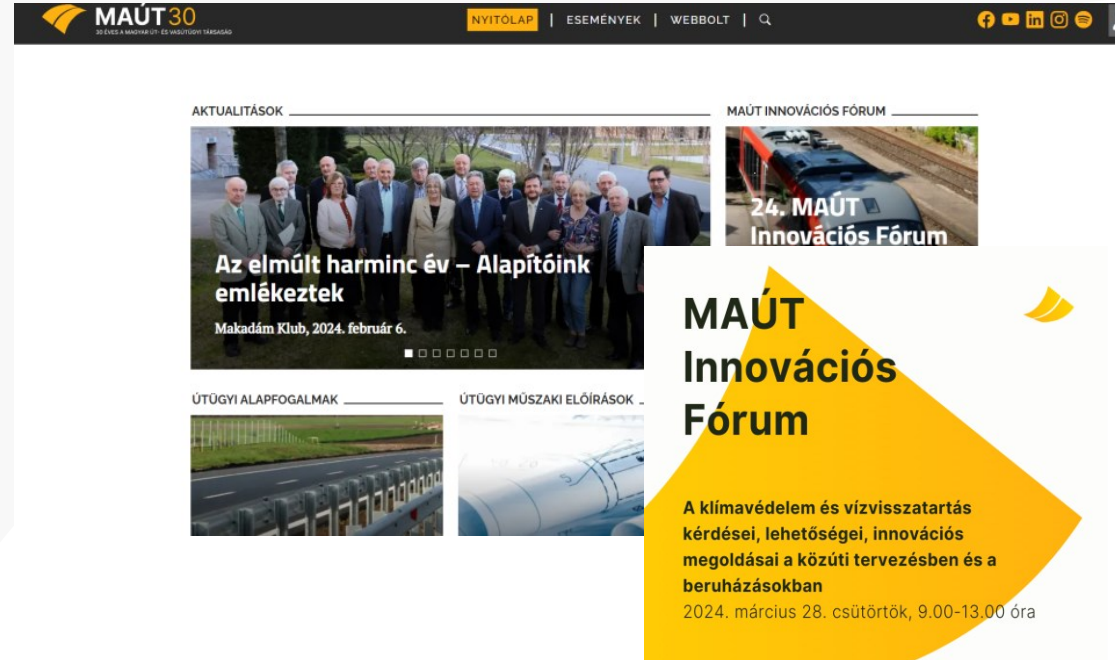 MAÚT30
30 ÉVES A MAGYAR ÚT- ÉS VASÚTÜGYI TÁRSASÁG
NYITÓLAP | ESEMÉNYEK | WEBBOLT |
AKTUALITÁSOK
Az elmúlt harminc év – Alapítóink
emlékeztek
Makadám Klub, 2024. február 6.
MAÚT INNOVÁCIÓS FÓRUM
24. MAÚT
Innovációs Fórum
ÚTÜGYI ALAPFOGALMAK
ÚTÜGYI MŰSZAKI ELŐÍRÁSOK
MAÚT
Innovációs
Fórum
A klímavédelem és vízvisszatartás
kérdései, lehetőségei, innovációs
megoldásai a közúti tervezésben és a
beruházásokban
2024. március 28. csütörtök, 9.00-13.00 óra